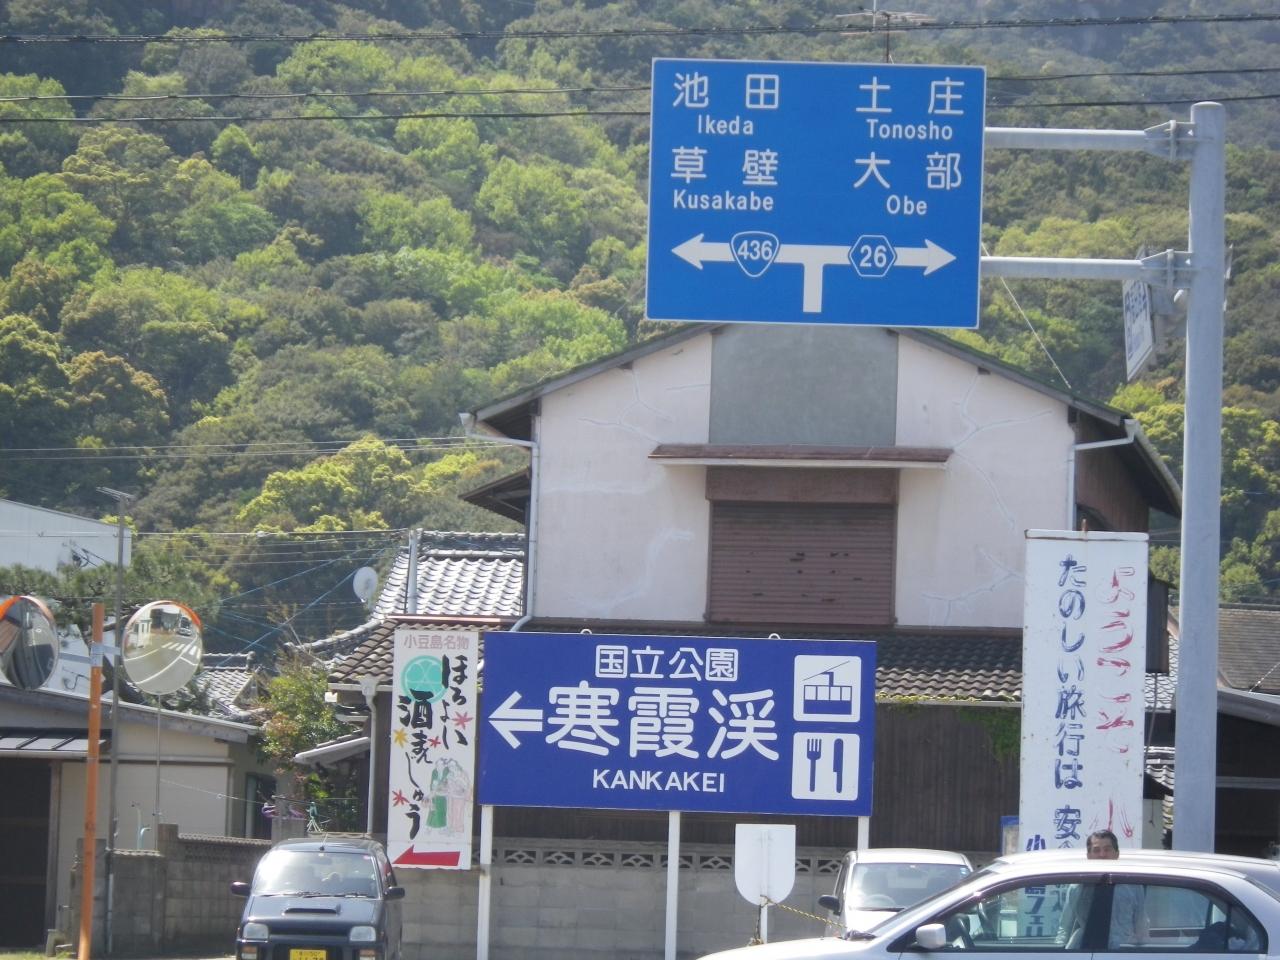 池田 土庄
Ikeda Tonosho
草壁 大部
Kusakabe Obe
436 26
国立公園
寒霞渓
KANKAKEI
小豆島名物
ほろよい
酒まんじゅう
ようこそ 小
たのしい旅行は 安